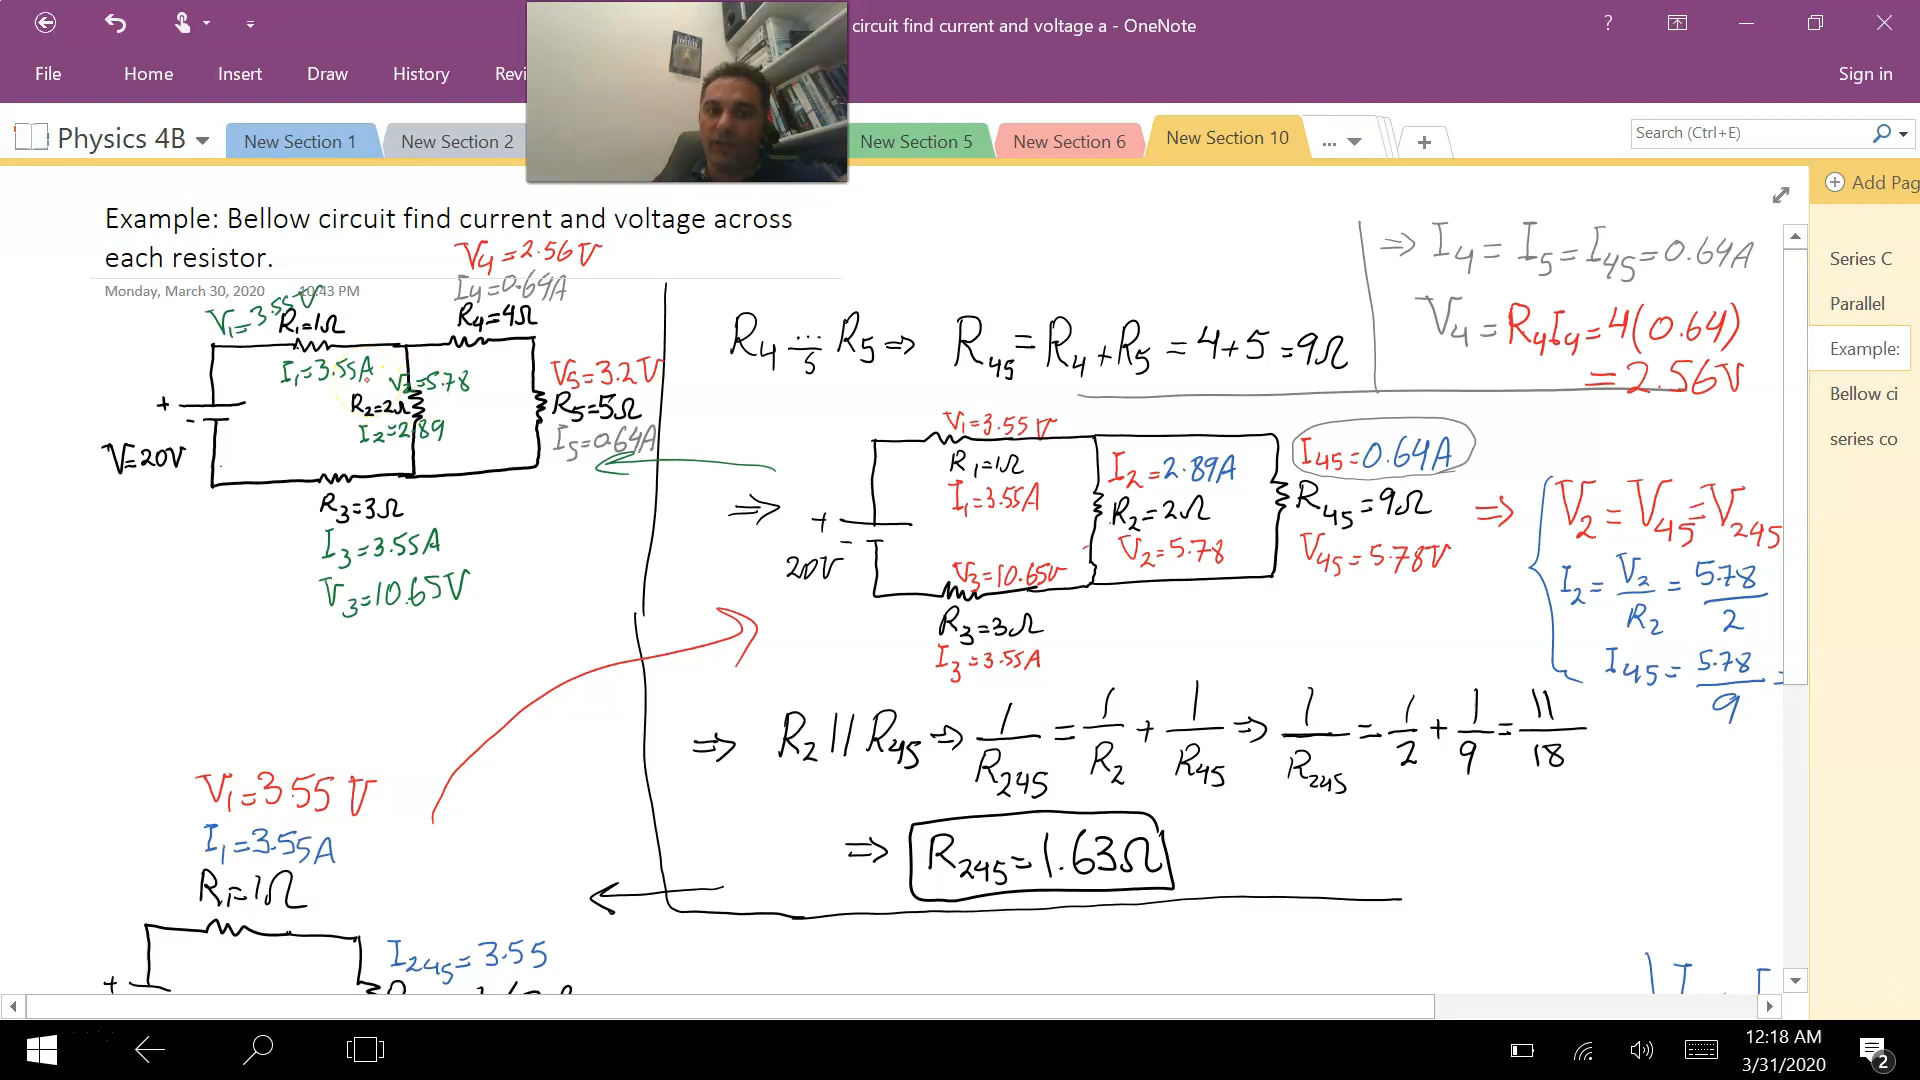 circuit find current and voltage a - OneNote
?
File
Home
Insert
Draw
History
Revi
Sign in
Physics 4B
New Section 1
New Section 2
New Section 5
New Section 6
New Section 10
...
Search (Ctrl+E)
Add Pag
Series C
Parallel
Example:
Bellow ci
series co
Example: Bellow circuit find current and voltage across
each resistor.
Monday, March 30, 2020
10:43 PM
V4=2.56V
I4=0.64A
R4=4Ω
V1=3.55V
R1=1Ω
I1=3.55A
V2=5.78
R2=2Ω
I2=2.89
V5=3.2V
R5=5Ω
I5=0.64A
+
-
V=20V
R3=3Ω
I3=3.55A
V3=10.65V
R4 ... R5 ⇒ R45=R4+R5=4+5=9Ω
S
⇒ I4=I5=I45=0.64A
V4=R4I4=4(0.64)
=2.56V
V1=3.55V
R1=1Ω
I1=3.55A
I2=2.89A
R2=2Ω
V2=5.78
I45=0.64A
R45=9Ω
V45=5.78V
⇒
+
-
20V
V3=10.65V
R3=3Ω
I3=3.55A
⇒ V2=V45=V245
I2=V2/R2=5.78/2
I45=5.78/9=
⇒ R2//R45 ⇒ 1/R245=1/R2+1/R45 ⇒ 1/R245=1/2+1/9=11/18
⇒ R245=1.63Ω
V1=3.55V
I1=3.55A
R1=1Ω
I245=3.55
+
12:18 AM
3/31/2020
2